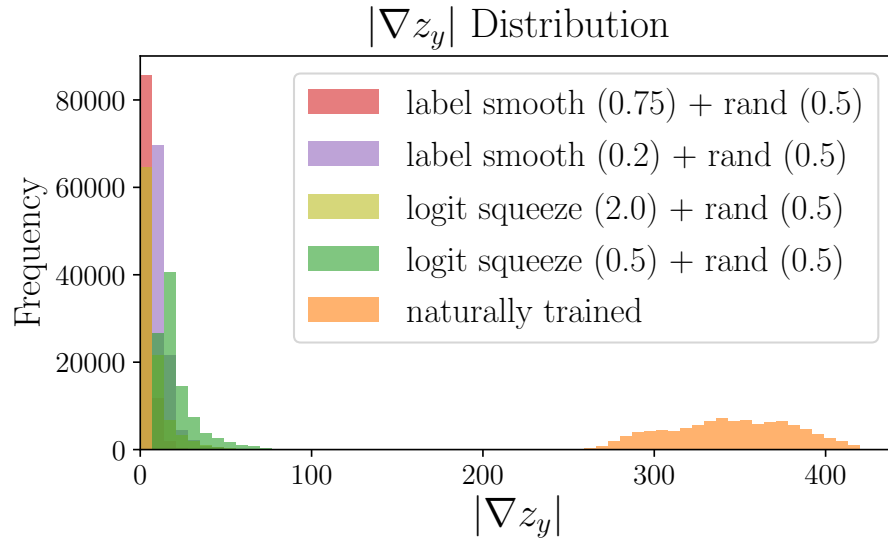 |∇z_y| Distribution
label smooth (0.75) + rand (0.5)
label smooth (0.2) + rand (0.5)
logit squeeze (2.0) + rand (0.5)
logit squeeze (0.5) + rand (0.5)
naturally trained
Frequency
80000
60000
40000
20000
0
0 100 200 300 400
|∇z_y|